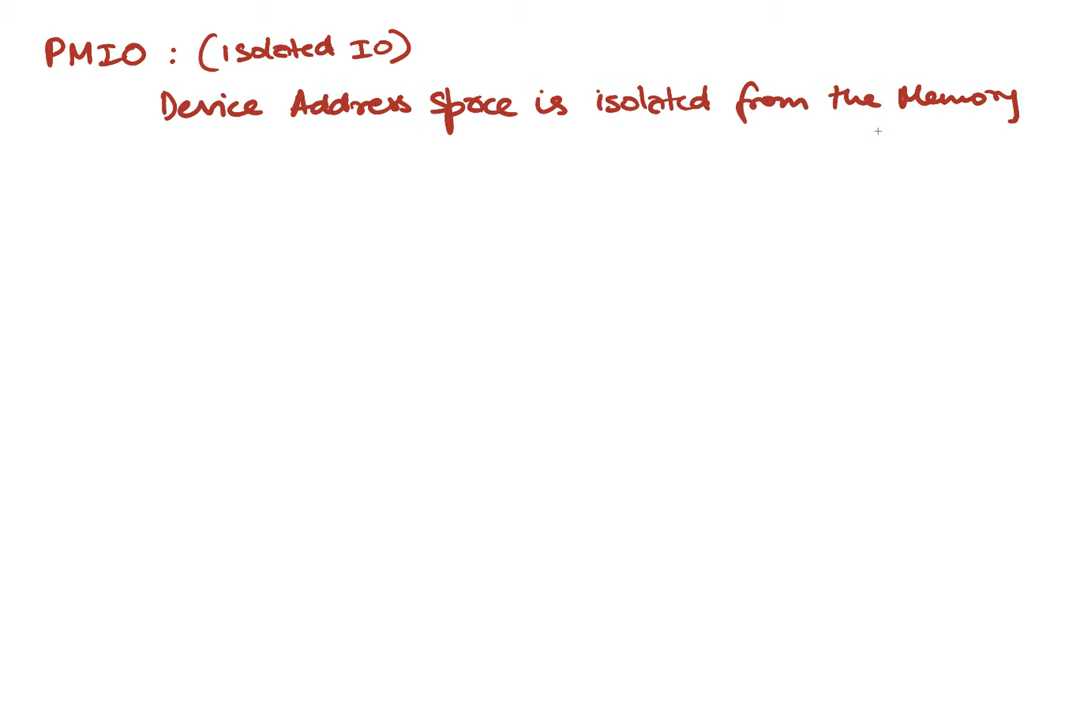 PMIO : (Isolated IO)
Device Address Space is isolated from the Memory